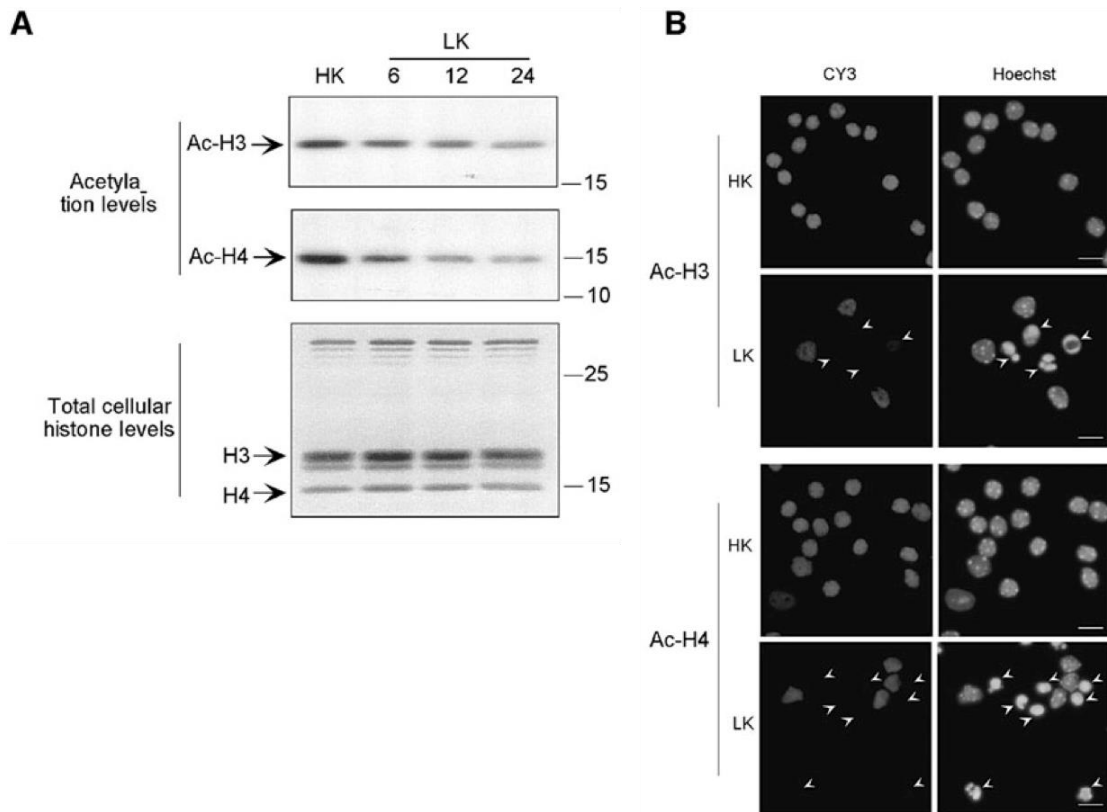 A
LK
HK 6 12 24
Ac-H3
15
Acetyla_
tion levels
Ac-H4
15
10
25
Total cellular
histone levels
H3
H4
15
B
CY3 Hoechst
HK
Ac-H3
LK
HK
Ac-H4
LK